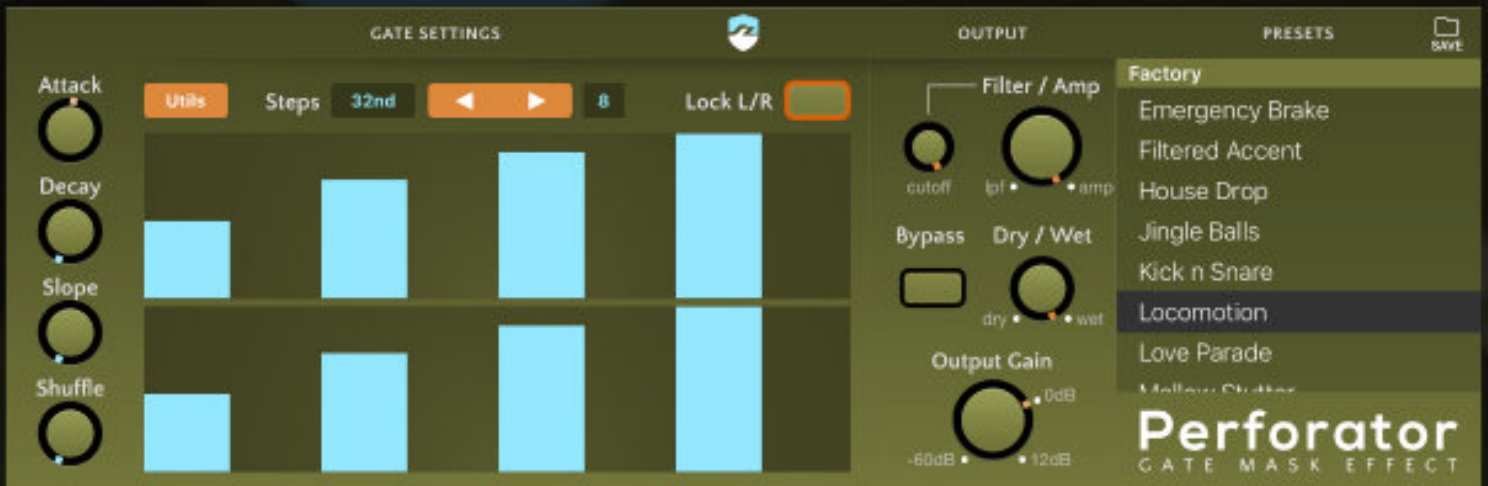 GATE SETTINGS
OUTPUT
PRESETS
SAVE
Attack
Decay
Slope
Shuffle
Utils
Steps
32nd
8
Lock L/R
Filter / Amp
cutoff
lpf
amp
Bypass
Dry / Wet
dry
wet
Output Gain
0dB
-60dB
12dB
Factory
Emergency Brake
Filtered Accent
House Drop
Jingle Balls
Kick n Snare
Locomotion
Love Parade
Mellow Stutter
Perforator
GATE MASK EFFECT